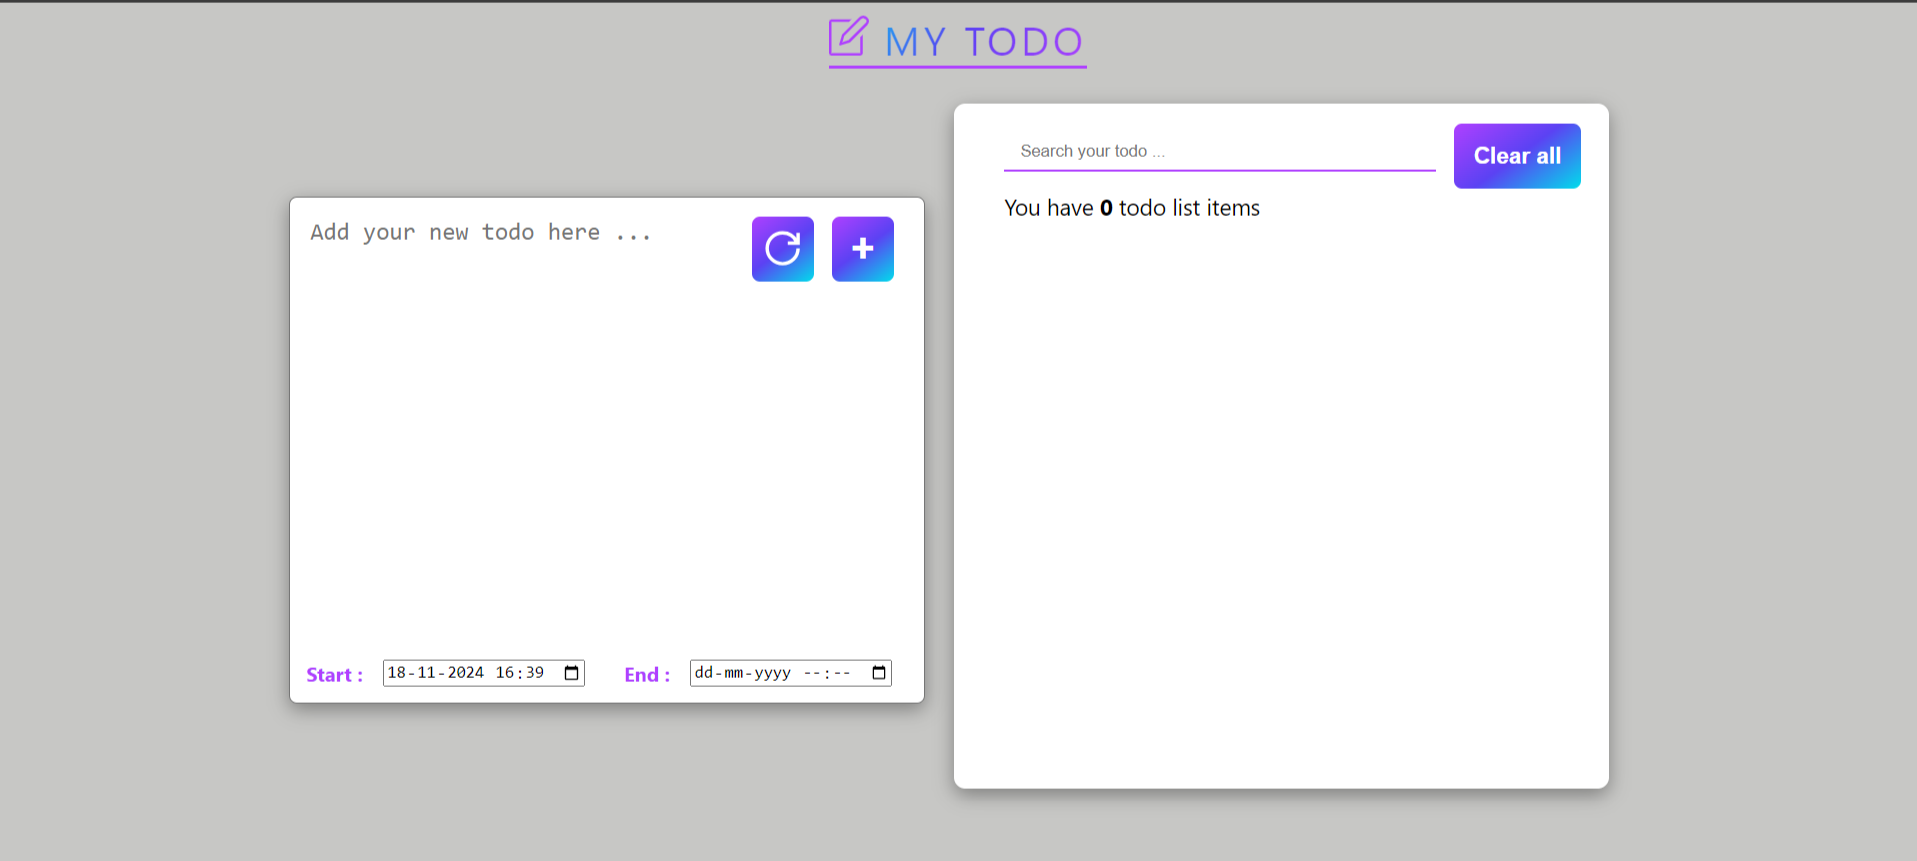 MY TODO
Add your new todo here ...
+
Start :
18-11-2024 16:39
End :
dd-mm-yyyy --:--
Search your todo ...
Clear all
You have 0 todo list items